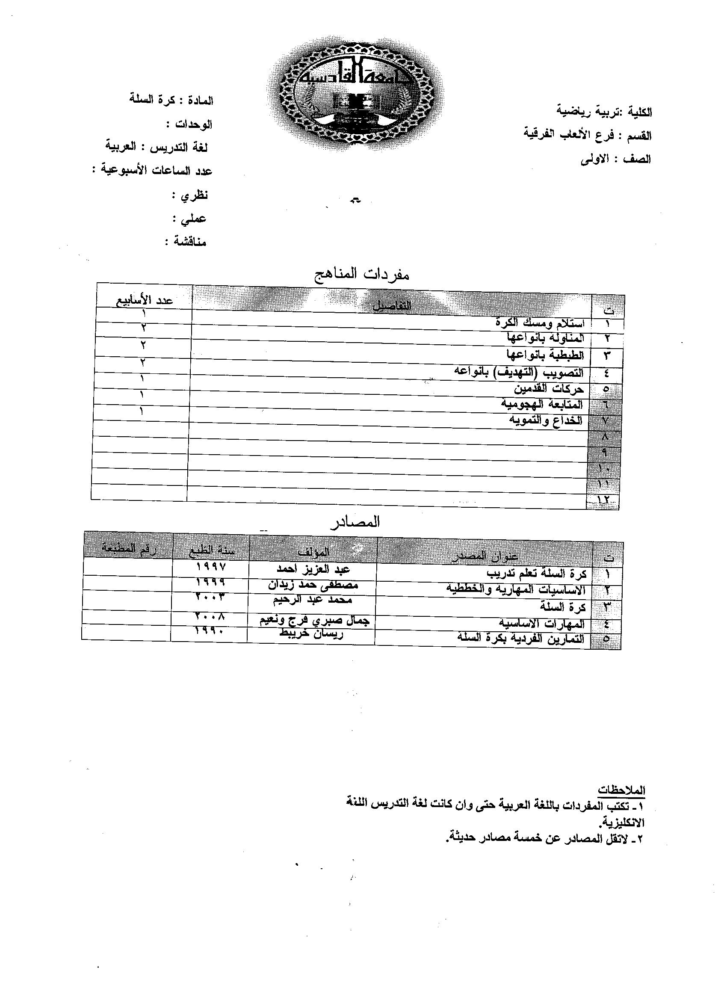 جامعة القادسية
الكلية :تربية رياضية
القسم : فرع الألعاب الفرقية
الصف : الاولى
المادة : كرة السلة
الوحدات :
لغة التدريس : العربية
عدد الساعات الأسبوعية :
نظري :
عملي :
مناقشة :
مفردات المناهج
ت التفاصيل عدد الأسابيع
١ استلام ومسك الكرة ١
٢ المناولة بانواعها ٢
٣ الطبطبة بانواعها ٢
٤ التصويب (التهديف) بانواعه ٢
٥ حركات القدمين ١
٦ المتابعة الهجومية ١
٧ الخداع والتمويه ١
٨
٩
١٠
١١
١٢
المصادر
ت عنوان المصدر المؤلف سنة الطبع رقم المطبعة
١ كرة السلة تعلم تدريب عبد العزيز احمد ١٩٩٧
٢ الاساسيات المهاريه والخططيه مصطفى حمد زيدان ١٩٩٩
٣ كرة السلة محمد عبد الرحيم ٢٠٠٣
٤ المهارات الاساسيه جمال صبري فرج ونعيم ٢٠٠٨
٥ التمارين الفردية بكرة السلة ريسان خريبط ١٩٩٠
الملاحظات
١- تكتب المفردات باللغة العربية حتى وان كانت لغة التدريس اللغة
الانكليزية.
٢- لاتقل المصادر عن خمسة مصادر حديثة.